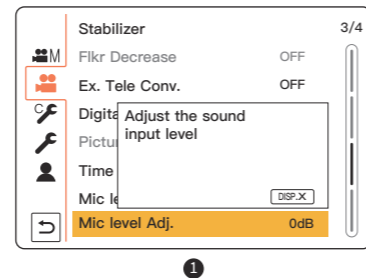 Stabilizer 3/4
M
Flkr Decrease OFF
Ex. Tele Conv. OFF
C
Digita
Adjust the sound
input level
Pictu
Time
Mic le
DISP.X
Mic level Adj. 0dB
1